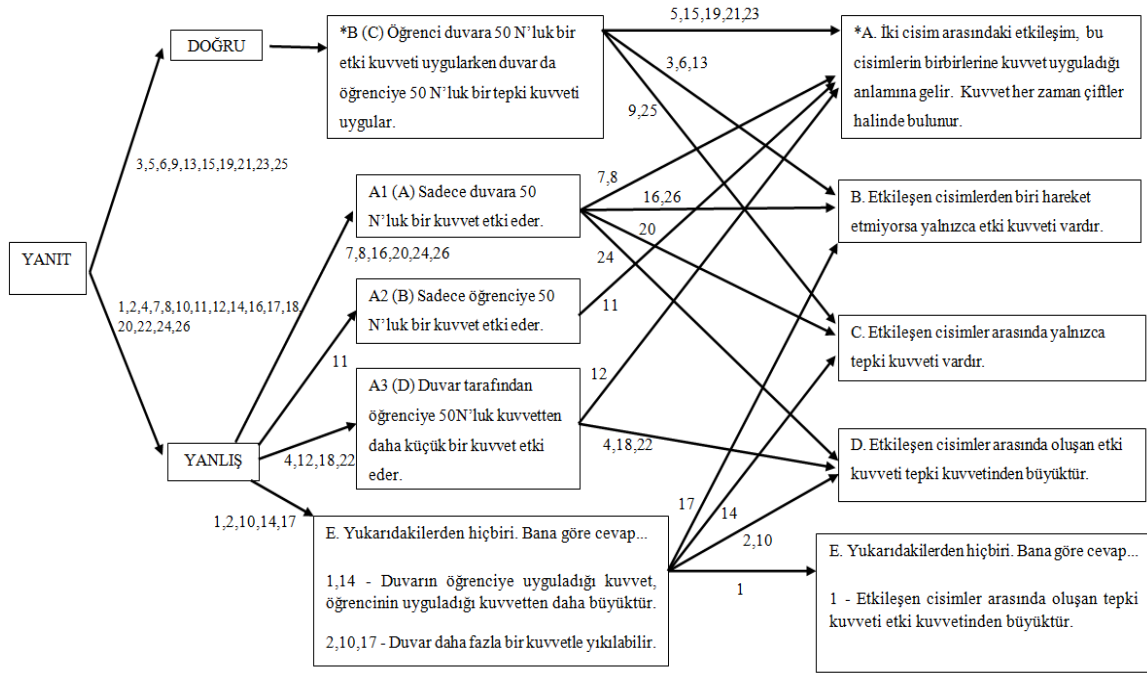 YANIT
DOĞRU
3,5,6,9,13,15,19,21,23,25
1,2,4,7,8,10,11,12,14,16,17,18,
20,22,24,26
YANLIŞ
*B (C) Öğrenci duvara 50 N’luk bir
etki kuvveti uygularken duvar da
öğrenciye 50 N’luk bir tepki kuvveti
uygular.
A1 (A) Sadece duvara 50
N’luk bir kuvvet etki eder.
7,8,16,20,24,26
A2 (B) Sadece öğrenciye 50
N’luk bir kuvvet etki eder.
11
A3 (D) Duvar tarafından
öğrenciye 50N’luk kuvvetten
daha küçük bir kuvvet etki
eder.
4,12,18,22
1,2,10,14,17
E. Yukarıdakilerden hiçbiri. Bana göre cevap...
1,14 - Duvarın öğrenciye uyguladığı kuvvet,
öğrencinin uyguladığı kuvvetten daha büyüktür.
2,10,17 - Duvar daha fazla bir kuvvetle yıkılabilir.
5,15,19,21,23
3,6,13
9,25
7,8
16,26
20
24
11
12
4,18,22
17
14
2,10
1
*A. İki cisim arasındaki etkileşim, bu
cisimlerin birbirlerine kuvvet uyguladığı
anlamına gelir. Kuvvet her zaman çiftler
halinde bulunur.
B. Etkileşen cisimlerden biri hareket
etmiyorsa yalnızca etki kuvveti vardır.
C. Etkileşen cisimler arasında yalnızca
tepki kuvveti vardır.
D. Etkileşen cisimler arasında oluşan etki
kuvveti tepki kuvvetinden büyüktür.
E. Yukarıdakilerden hiçbiri. Bana göre cevap...
1 - Etkileşen cisimler arasında oluşan tepki
kuvveti etki kuvvetinden büyüktür.